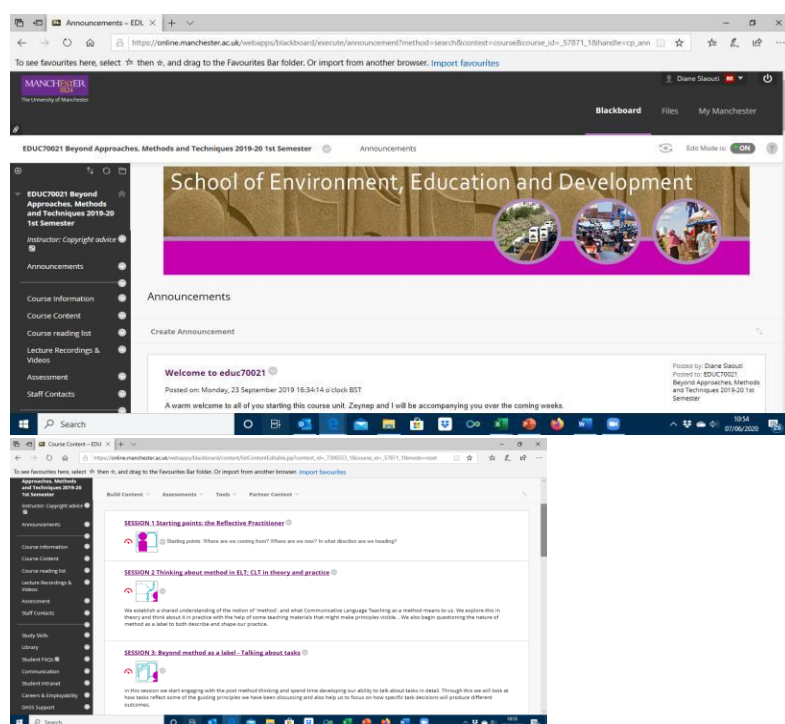 Announcements – EDU
https://online.manchester.ac.uk/webapps/blackboard/execute/announcement?method=search&context=course&course_id=_57871_1&handle=cp_ann
To see favourites here, select ☆ then ☆, and drag to the Favourites Bar folder. Or import from another browser. Import favourites
MANCHESTER
1824
The University of Manchester
Diane Slaouti
Blackboard Files My Manchester
EDUC70021 Beyond Approaches, Methods and Techniques 2019-20 1st Semester Announcements Edit Mode is: ON
EDUC70021 Beyond
Approaches, Methods
and Techniques 2019-20
1st Semester
Instructor: Copyright advice
Announcements
Course Information
Course Content
Course reading list
Lecture Recordings &
Videos
Assessment
Staff Contacts
School of Environment, Education and Development
Announcements
Create Announcement
Welcome to educ70021
Posted on: Monday, 23 September 2019 16:34:14 o'clock BST
A warm welcome to all of you starting this course unit. Zeynep and I will be accompanying you over the coming weeks.
Posted by: Diane Slaouti
Posted to: EDUC70021
Beyond Approaches, Methods
and Techniques 2019-20 1st
Semester
Search
10:54
07/06/2020
Course Content – EDU
To see favourites here, select ☆ then ☆, and drag to the Favourites Bar folder. Or import from another browser. Import favourites
Approaches, Methods
and Techniques 2019-20
1st Semester
Instructor: Copyright advice
Announcements
Course Information
Course Content
Course reading list
Lecture Recordings &
Videos
Assessment
Staff Contacts
Study Skills
Library
Student FAQs
Communication
Student Intranet
Careers & Employability
DASS Support
Build Content Assessments Tools Partner Content
SESSION 1 Starting points: the Reflective Practitioner
Starting points: Where are we coming from? Where are we now? In what direction are we heading?
SESSION 2 Thinking about method in ELT: CLT in theory and practice
We establish a shared understanding of the notion of 'method', and what Communicative Language Teaching as a method means to us. We explore this in
theory and think about it in practice with the help of some teaching materials that might make principles visible.. We also begin questioning the nature of
method as a label to both describe and shape our practice.
SESSION 3: Beyond method as a label - Talking about tasks
In this session we start engaging with the post method thinking and spend time developing our ability to talk about tasks in detail. Through this we will look at
how tasks reflect some of the guiding principles we have been discussing and also help us to focus on how specific task decisions will produce different
outcomes.
Search